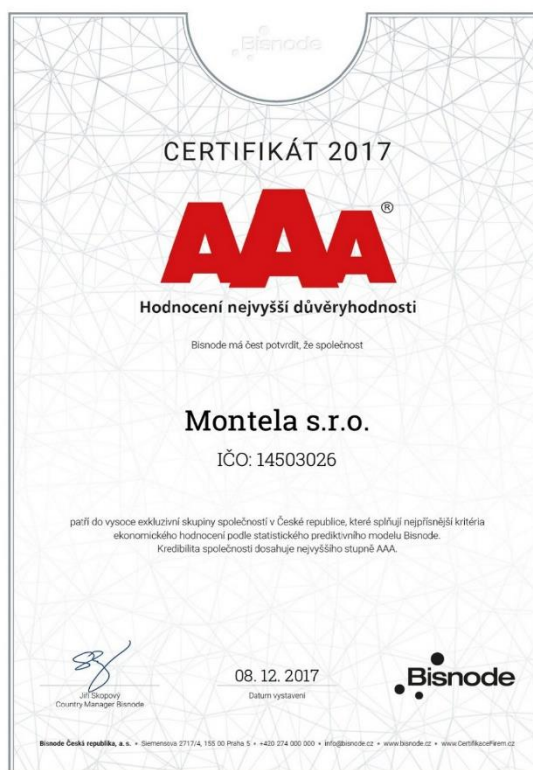 Bisnode
CERTIFIKÁT 2017
AAA®
Hodnocení nejvyšší důvěryhodnosti
Bisnode má čest potvrdit, že společnost
Montela s.r.o.
IČO: 14503026
patří do vysoce exkluzivní skupiny společností v České republice, které splňují nejpřísnější kritéria
ekonomického hodnocení podle statistického prediktivního modelu Bisnode.
Kredibilita společnosti dosahuje nejvyššího stupně AAA.
Jiří Skopový
Country Manager Bisnode
08. 12. 2017
Datum vystavení
Bisnode
Bisnode Česká republika, a. s. • Siemensova 2717/4, 155 00 Praha 5 • +420 274 000 000 • info@bisnode.cz • www.bisnode.cz • www.CertifikaceFirem.cz